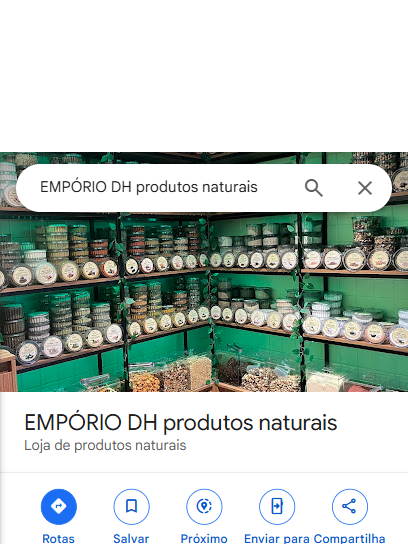 EMPÓRIO DH produtos naturais
EMPÓRIO DH produtos naturais
Loja de produtos naturais
Rotas
Salvar
Próximo
Enviar para
Compartilha